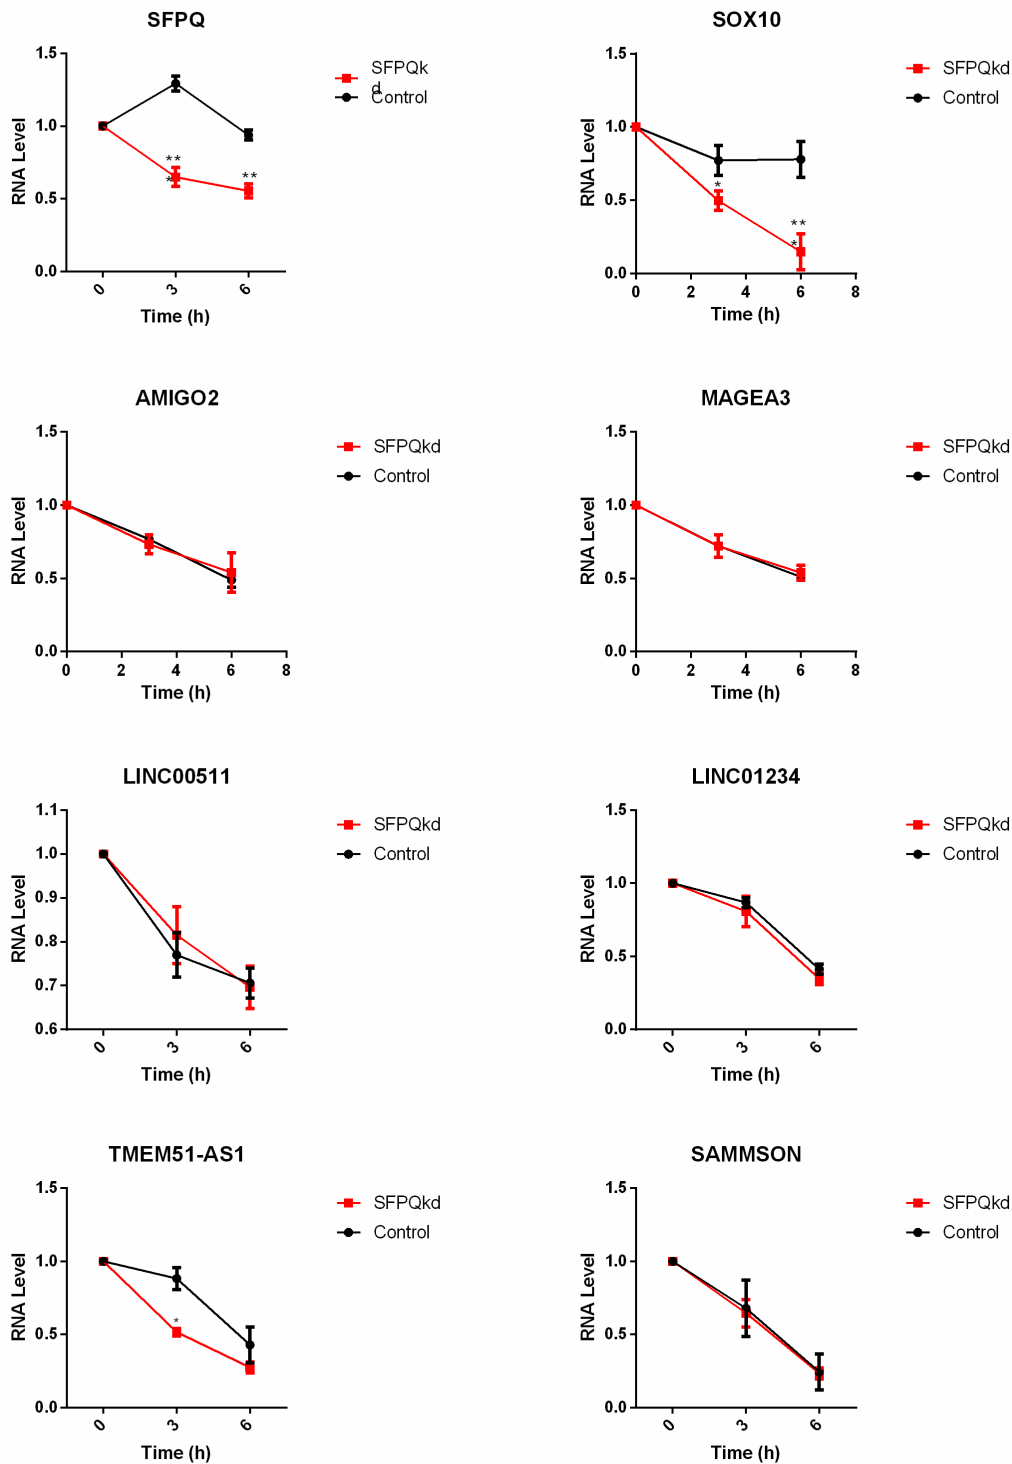 SFPQ
1.5
1.0
0.5
0.0
RNA Level
**
*
**
0
3
6
Time (h)
SFPQk
d
Control
SOX10
1.5
1.0
0.5
0.0
RNA Level
*
**
*
0 2 4 6 8
Time (h)
SFPQkd
Control
AMIGO2
1.5
1.0
0.5
0.0
RNA Level
0 2 4 6 8
Time (h)
SFPQkd
Control
MAGEA3
1.5
1.0
0.5
0.0
RNA Level
0 2 4 6 8
Time (h)
SFPQkd
Control
LINC00511
1.1
1.0
0.9
0.8
0.7
0.6
RNA Level
0
3
6
Time (h)
SFPQkd
Control
LINC01234
1.5
1.0
0.5
0.0
RNA Level
0
3
6
Time (h)
SFPQkd
Control
TMEM51-AS1
1.5
1.0
0.5
0.0
RNA Level
*
0
3
6
Time (h)
SFPQkd
Control
SAMMSON
1.5
1.0
0.5
0.0
RNA Level
0
3
6
Time (h)
SFPQkd
Control